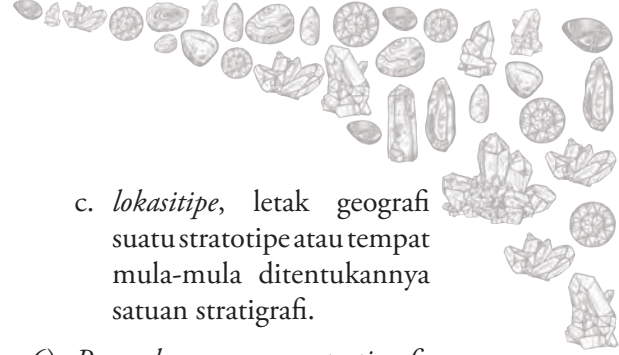 c. lokasitipe, letak geografi
suatu stratotipe atau tempat
mula-mula ditentukannya
satuan stratigrafi.